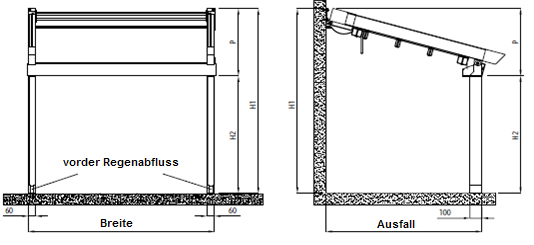 P
H1
H2
vorder Regenabfluss
60
60
Breite
P
H1
H2
100
Ausfall